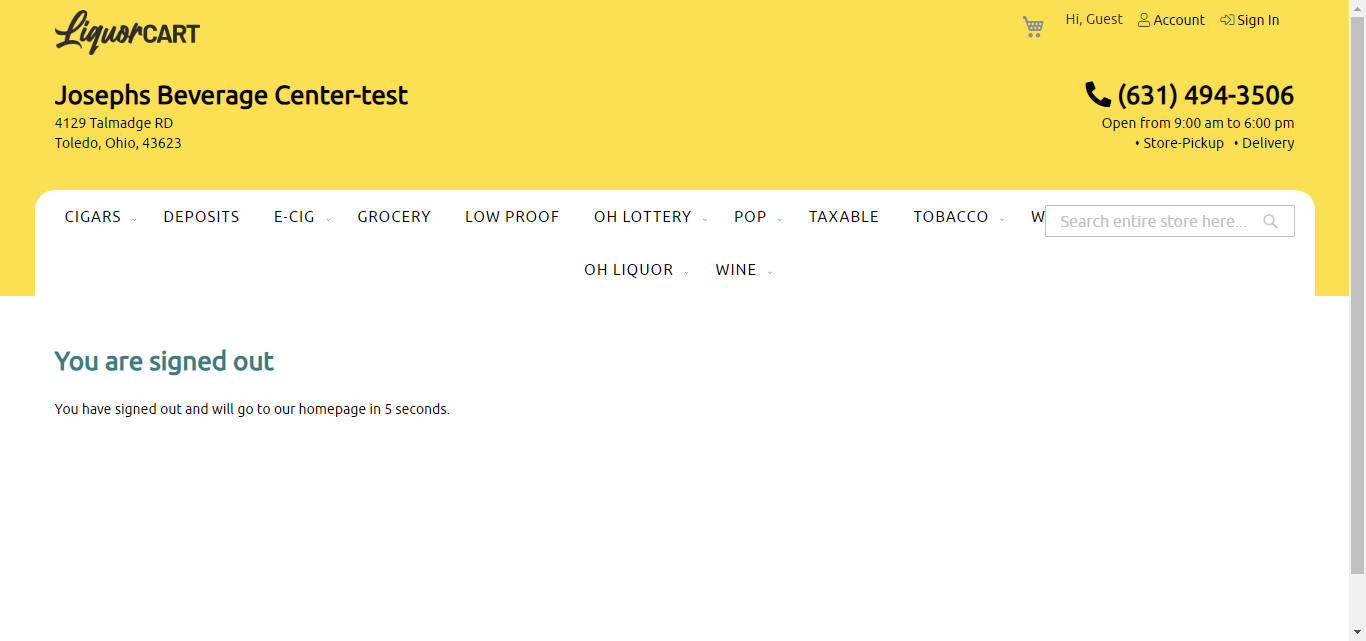 LiquorCART
Hi, Guest Account Sign In
Josephs Beverage Center-test
4129 Talmadge RD
Toledo, Ohio, 43623
(631) 494-3506
Open from 9:00 am to 6:00 pm
• Store-Pickup • Delivery
CIGARS DEPOSITS E-CIG GROCERY LOW PROOF OH LOTTERY POP TAXABLE TOBACCO
Search entire store here...
OH LIQUOR WINE
You are signed out
You have signed out and will go to our homepage in 5 seconds.